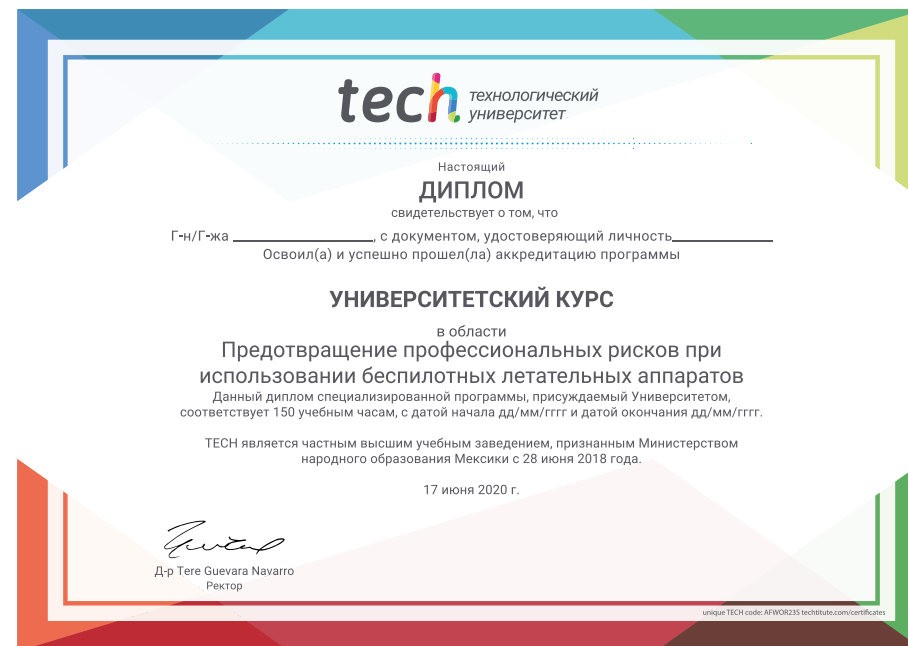 tech технологический
университет
Настоящий
ДИПЛОМ
свидетельствует о том, что
Г-н/Г-жа ____________________, с документом, удостоверяющий личность______________
Освоил(а) и успешно прошел(ла) аккредитацию программы
УНИВЕРСИТЕТСКИЙ КУРС
в области
Предотвращение профессиональных рисков при
использовании беспилотных летательных аппаратов
Данный диплом специализированной программы, присуждаемый Университетом,
соответствует 150 учебным часам, с датой начала дд/мм/гггг и датой окончания дд/мм/гггг.
TECH является частным высшим учебным заведением, признанным Министерством
народного образования Мексики с 28 июня 2018 года.
17 июня 2020 г.
Д-р Tere Guevara Navarro
Ректор
unique TECH code: AFWOR23S techtitute.com/certificates